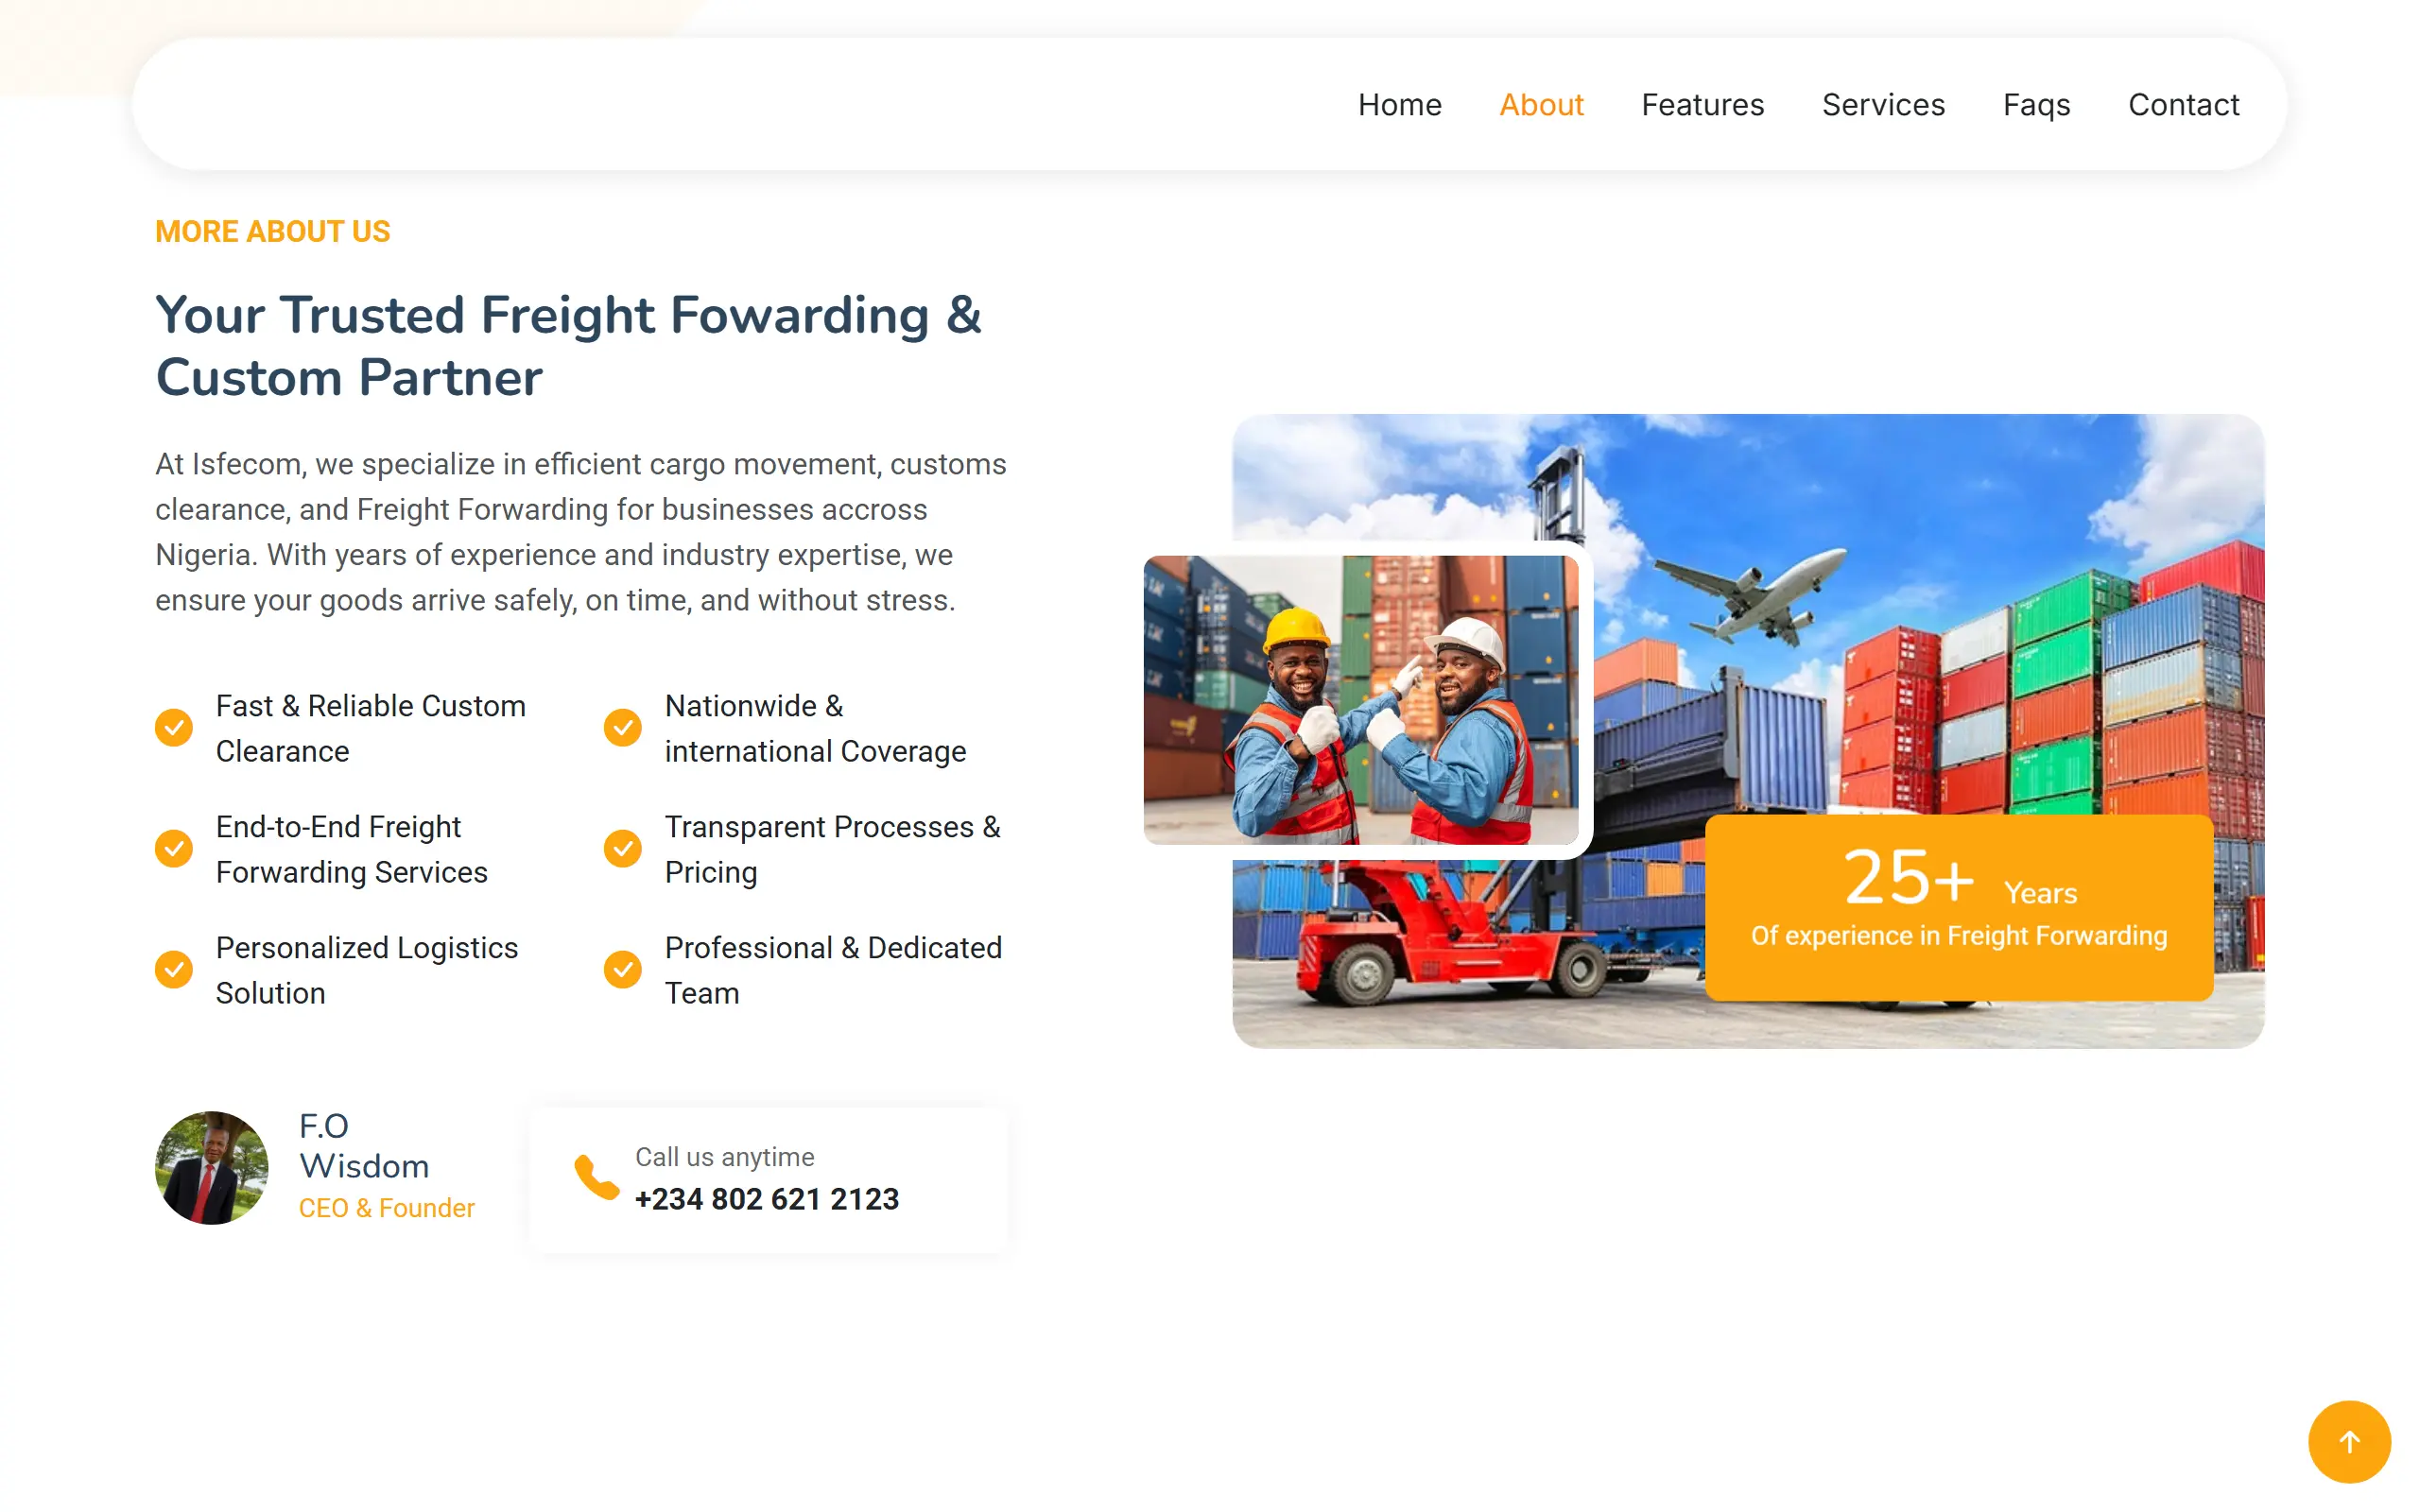 Home About Features Services Faqs Contact
MORE ABOUT US
Your Trusted Freight Fowarding &
Custom Partner
At Isfecom, we specialize in efficient cargo movement, customs
clearance, and Freight Forwarding for businesses accross
Nigeria. With years of experience and industry expertise, we
ensure your goods arrive safely, on time, and without stress.
Fast & Reliable Custom
Clearance
Nationwide &
international Coverage
End-to-End Freight
Forwarding Services
Transparent Processes &
Pricing
Personalized Logistics
Solution
Professional & Dedicated
Team
F.O
Wisdom
CEO & Founder
Call us anytime
+234 802 621 2123
25+ Years
Of experience in Freight Forwarding